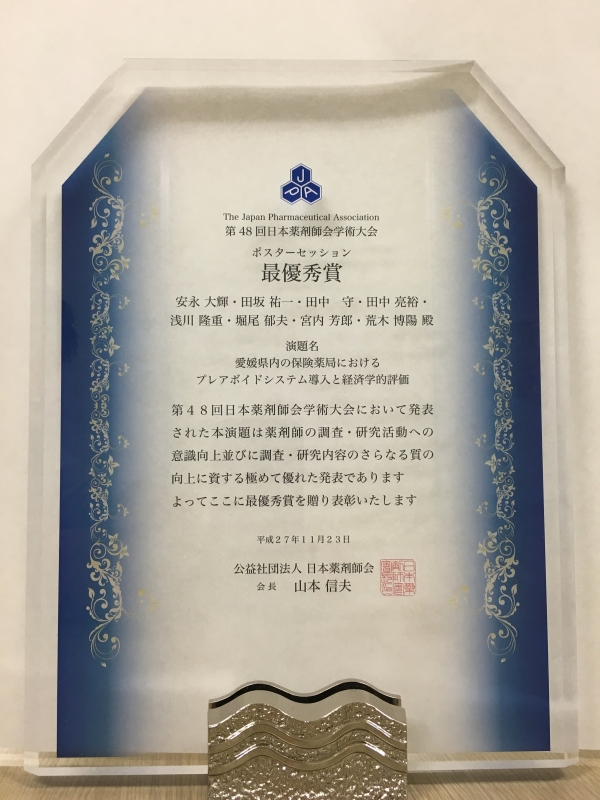 JPA
The Japan Pharmaceutical Association
第48回日本薬剤師会学術大会
ポスターセッション
最優秀賞
安永 大輝・田坂 祐一・田中 守・田中 亮裕・
浅川 隆重・堀尾 郁夫・宮内 芳郎・荒木 博陽 殿
演題名
愛媛県内の保険薬局における
プレアボイドシステム導入と経済学的評価
第48回日本薬剤師会学術大会において発表
された本演題は薬剤師の調査・研究活動への
意識向上並びに調査・研究内容のさらなる質の
向上に資する極めて優れた発表であります
よってここに最優秀賞を贈り表彰いたします
平成27年11月23日
公益社団法人 日本薬剤師会
会長 山本 信夫